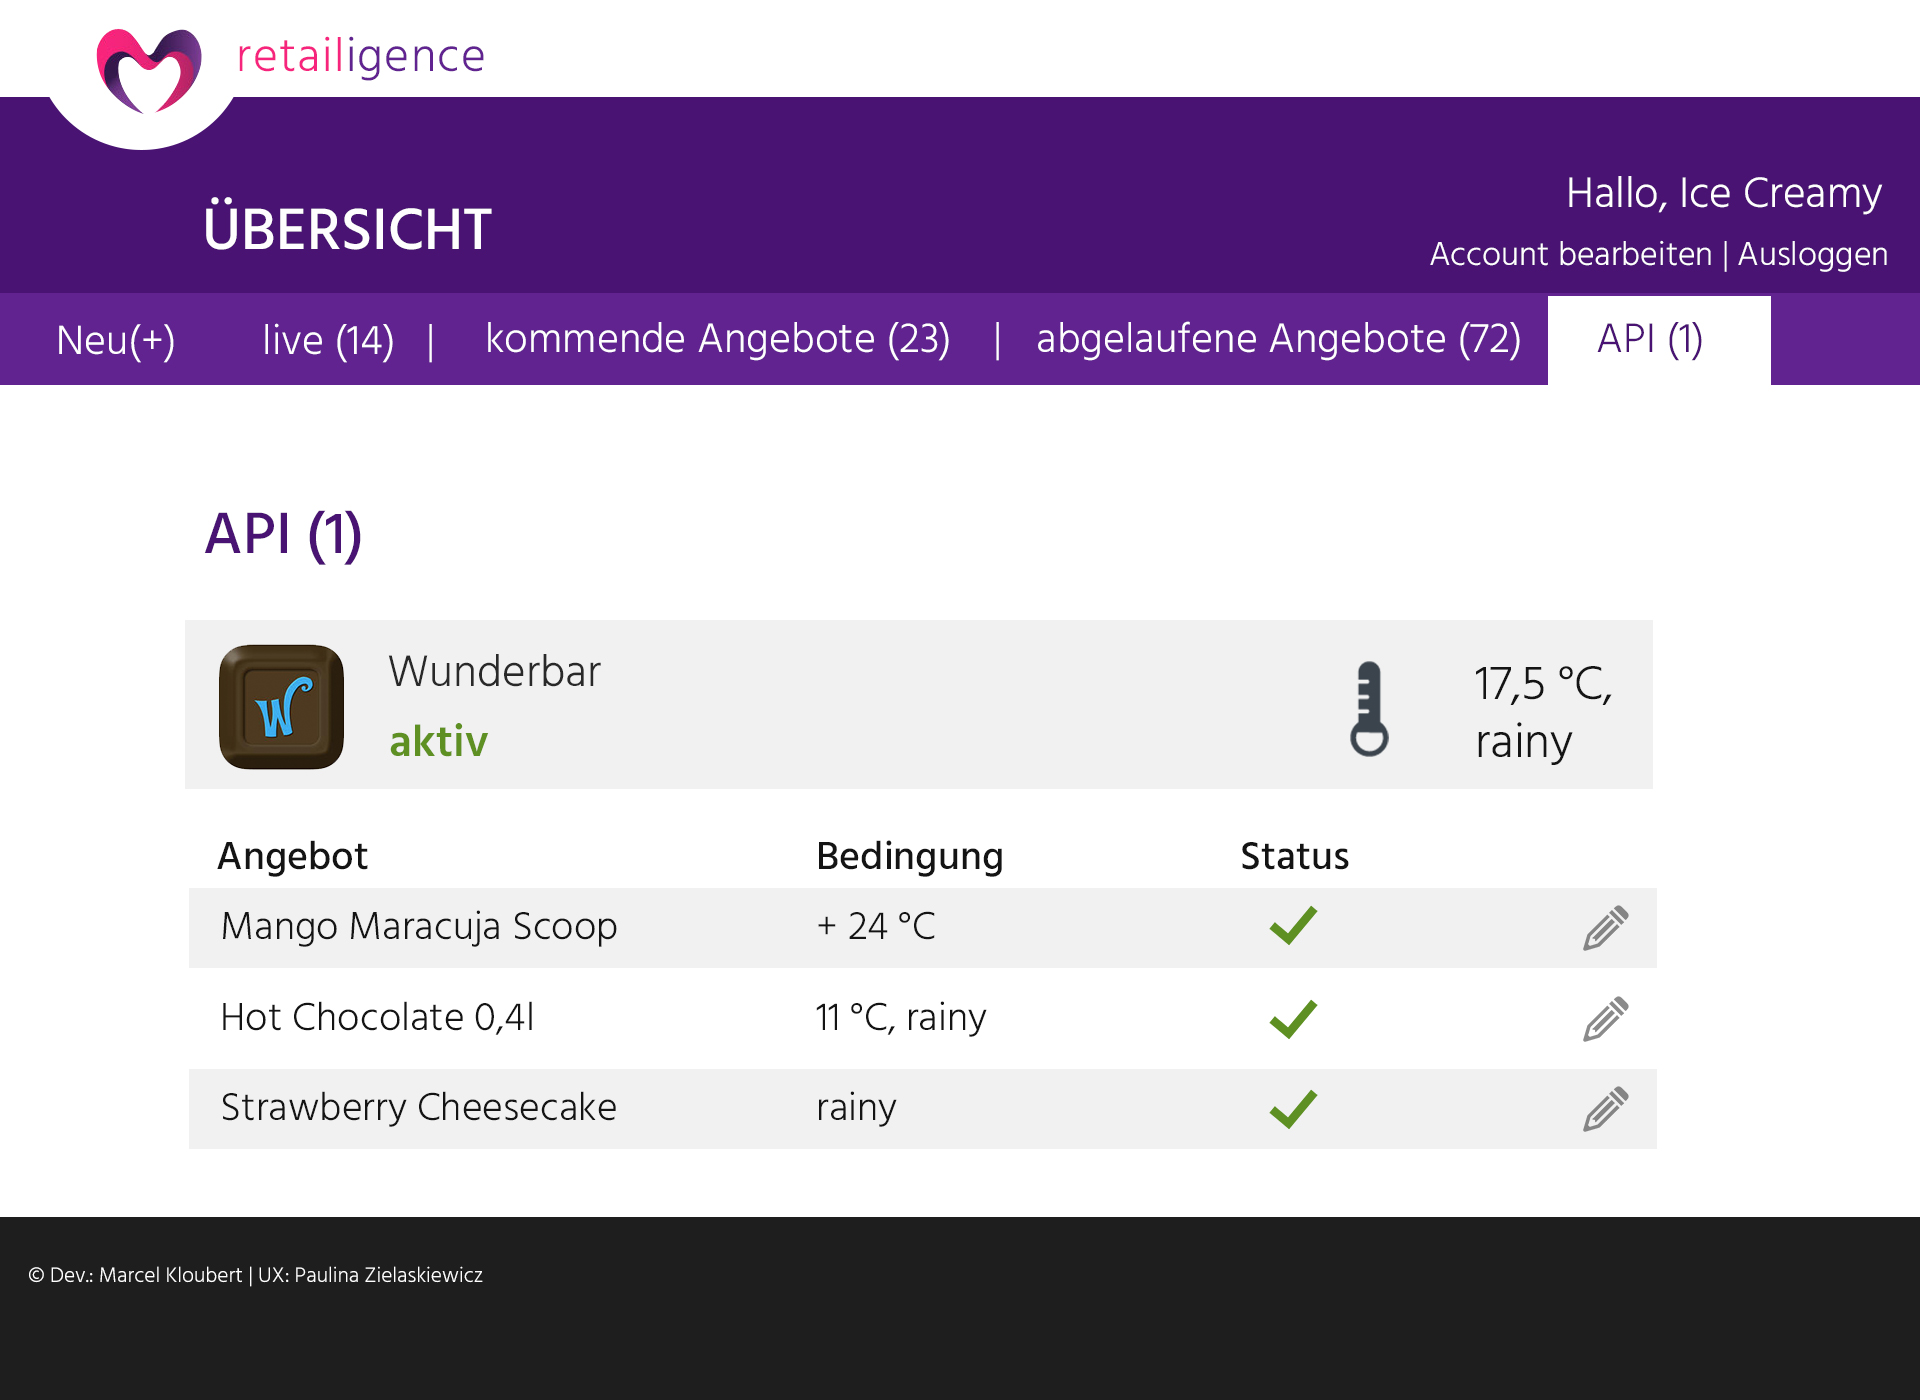 retailigence
ÜBERSICHT
Hallo, Ice Creamy
Account bearbeiten | Ausloggen
Neu(+) live (14) | kommende Angebote (23) | abgelaufene Angebote (72) API (1)
API (1)
W
Wunderbar
aktiv
17,5 °C,
rainy
Angebot Bedingung Status
Mango Maracuja Scoop + 24 °C
Hot Chocolate 0,4l 11 °C, rainy
Strawberry Cheesecake rainy
© Dev.: Marcel Kloubert | UX: Paulina Zielaskiewicz